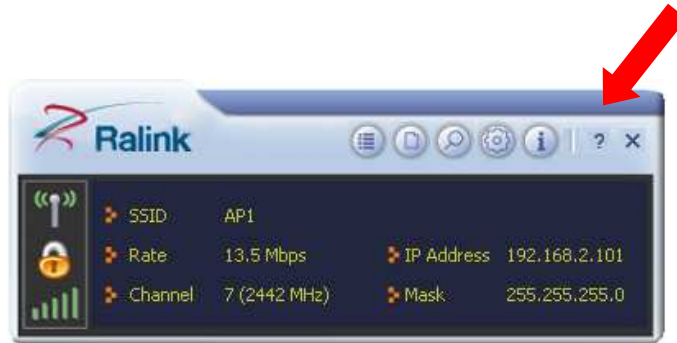 Ralink ? ×
SSID AP1
Rate 13.5 Mbps IP Address 192.168.2.101
Channel 7 (2442 MHz) Mask 255.255.255.0